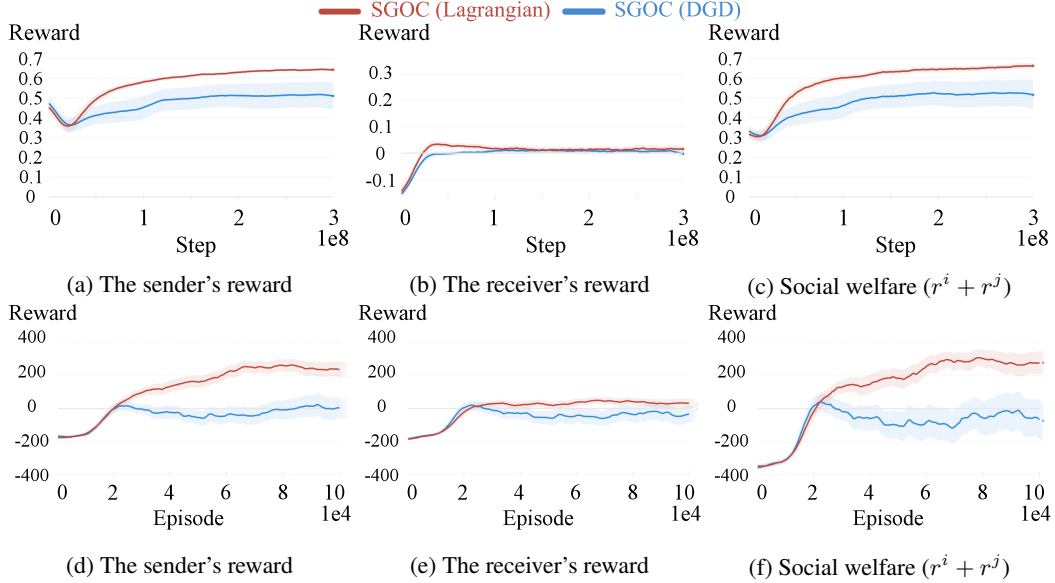 SGOC (Lagrangian) SGOC (DGD)
Reward Reward Reward
0.7
0.6
0.5
0.4
0.3
0.2
0.1
0
0 1 2 3
Step 1e8
0.3
0.2
0.1
0
-0.1
0 1 2 3
Step 1e8
0.7
0.6
0.5
0.4
0.3
0.2
0.1
0
0 1 2 3
Step 1e8
(a) The sender's reward (b) The receiver's reward (c) Social welfare (r^i + r^j)
Reward Reward Reward
400
200
0
-200
-400
0 2 4 6 8 10
Episode 1e4
400
200
0
-200
-400
0 2 4 6 8 10
Episode 1e4
400
200
0
-200
-400
0 2 4 6 8 10
Episode 1e4
(d) The sender's reward (e) The receiver's reward (f) Social welfare (r^i + r^j)